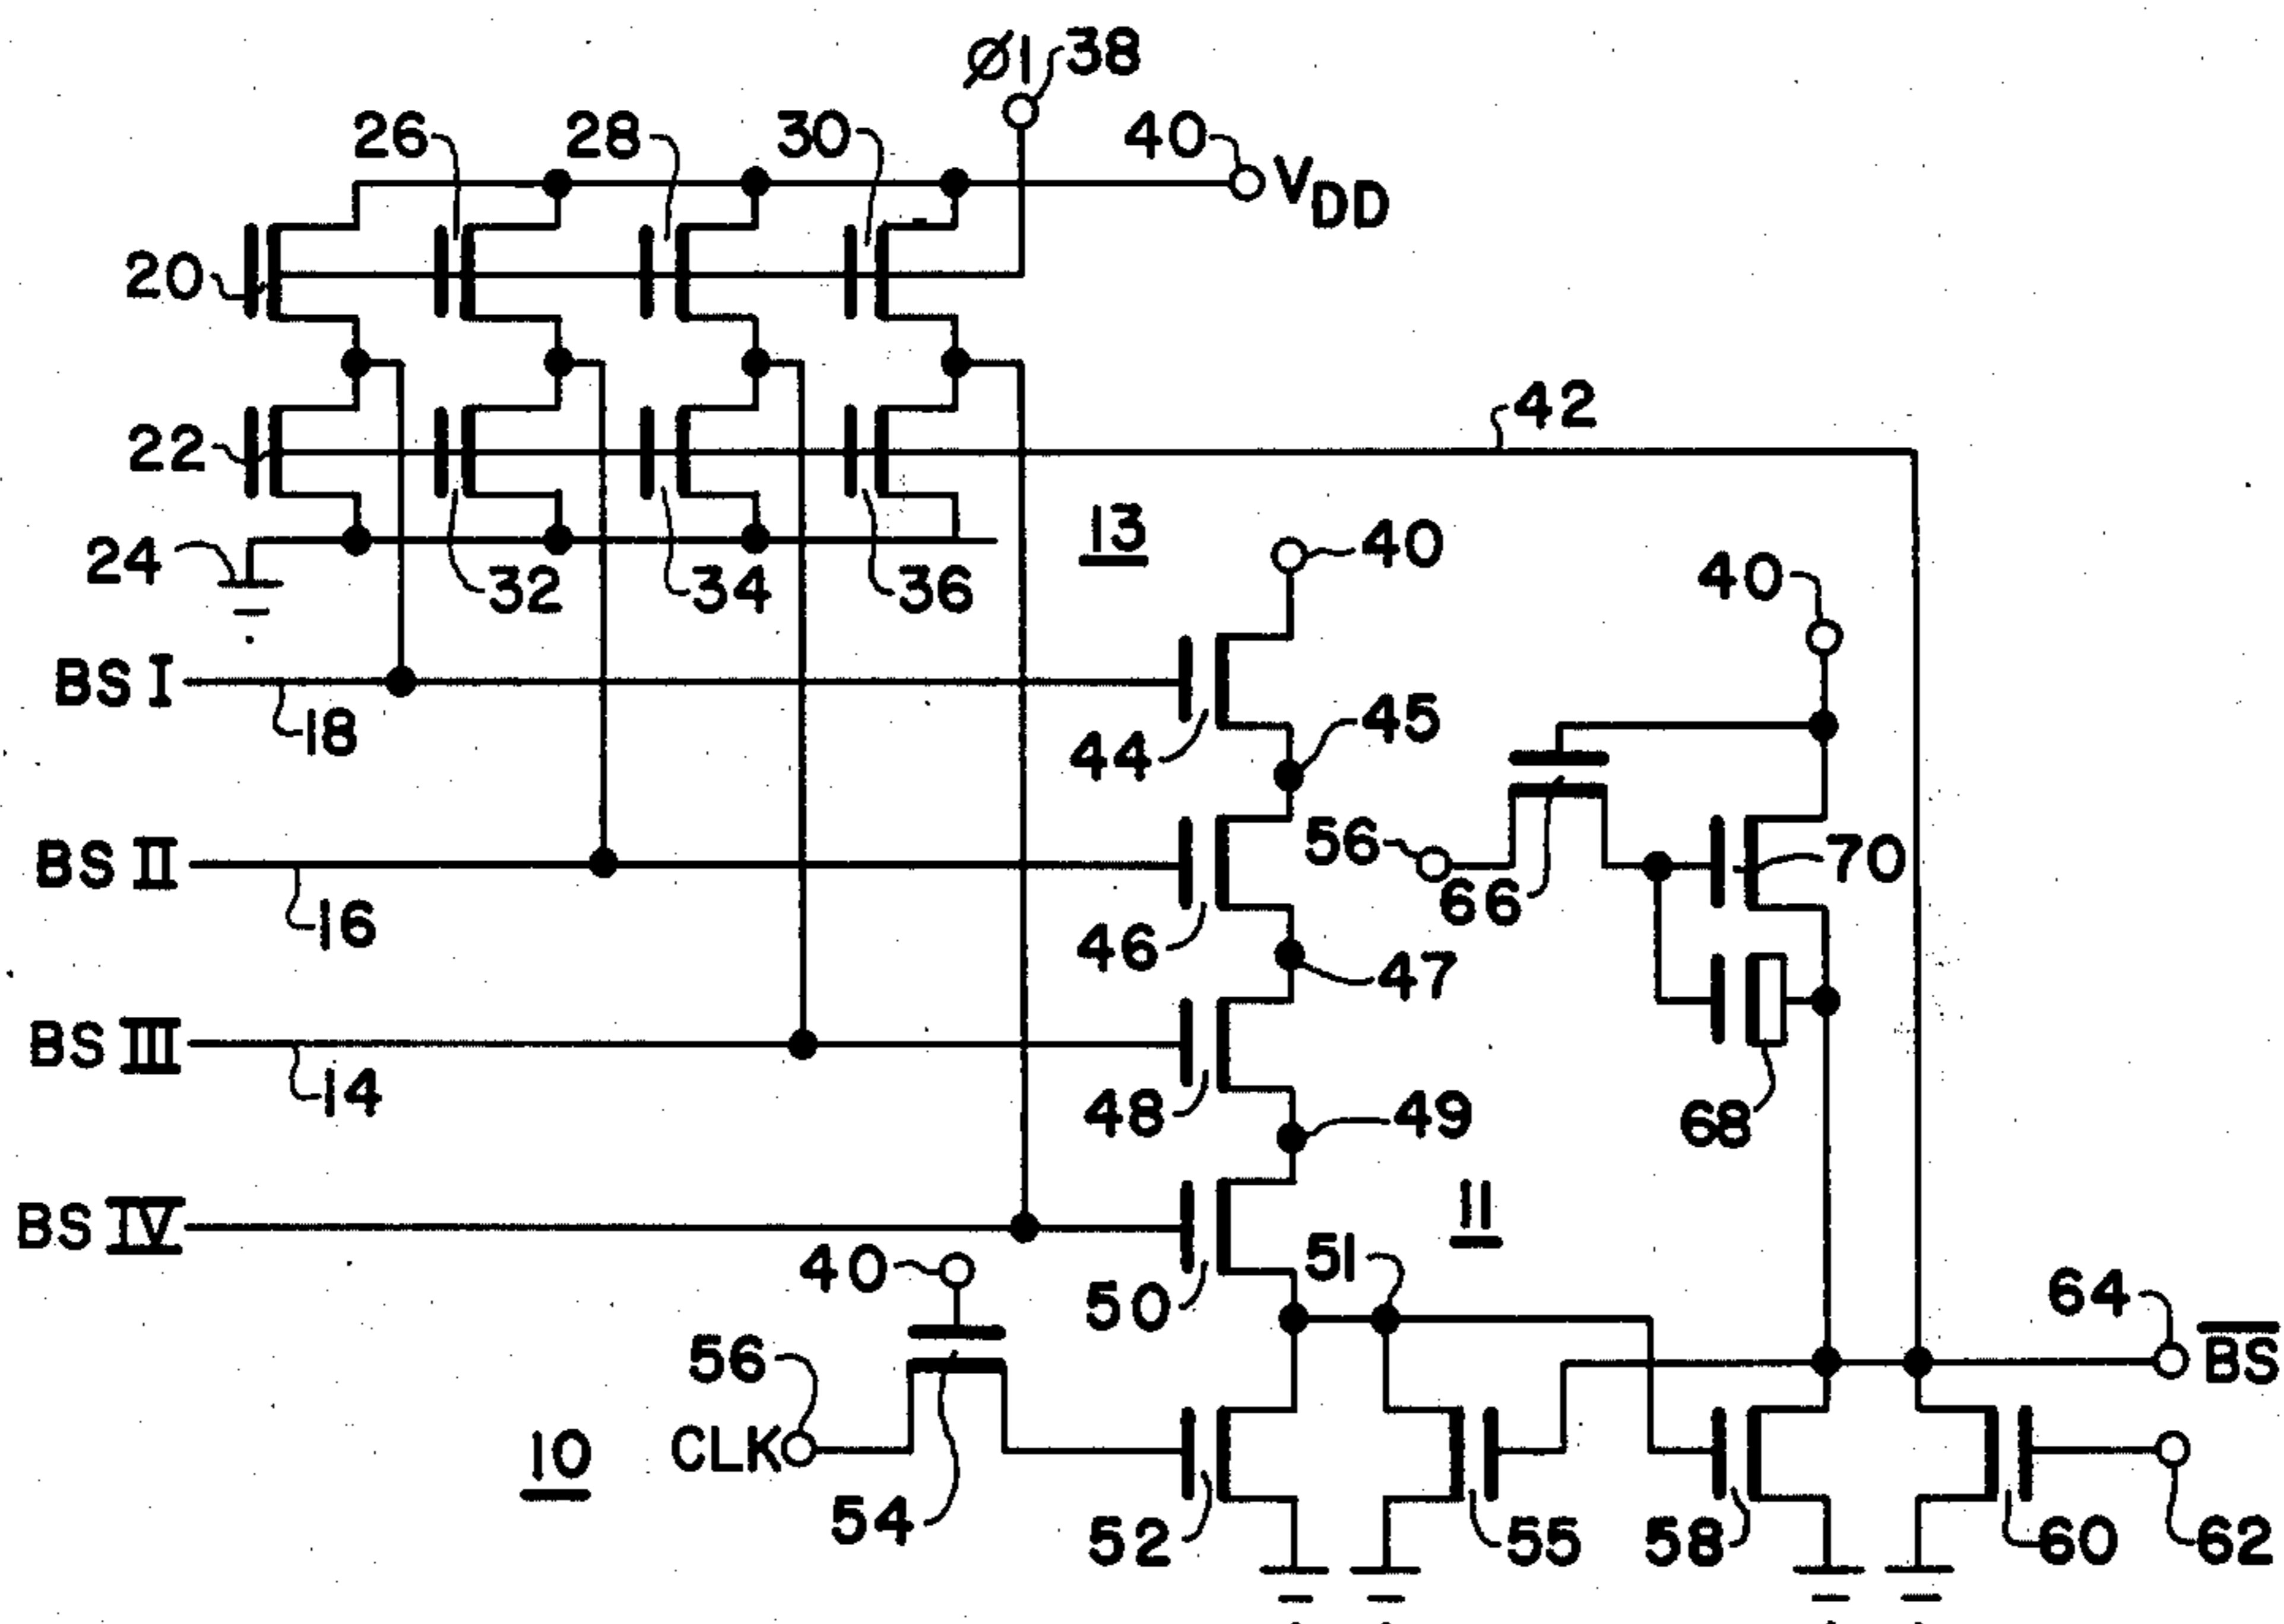 Ø1 38
26 28 30 40 VDD
20
42
22
13
24 32 34 36 40 40
BS I
18 44 45
BS II 56 66 70
16 46 47
BS III
14 48 49 68
11
BS IV
40 50 51 64
56 BS
CLK
10
54 52 55 58 60 62